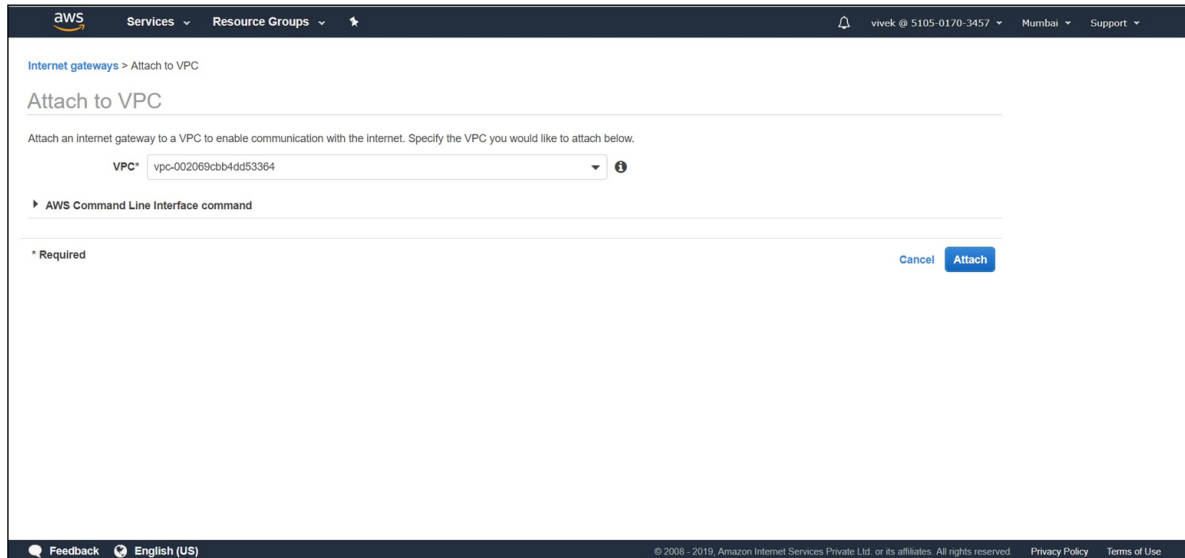 aws Services Resource Groups vivek @ 5105-0170-3457 Mumbai Support
Internet gateways > Attach to VPC
Attach to VPC
Attach an internet gateway to a VPC to enable communication with the internet. Specify the VPC you would like to attach below.
VPC* vpc-002069cbb4dd53364
AWS Command Line Interface command
* Required Cancel Attach
Feedback English (US) © 2008 - 2019, Amazon Internet Services Private Ltd. or its affiliates. All rights reserved. Privacy Policy Terms of Use